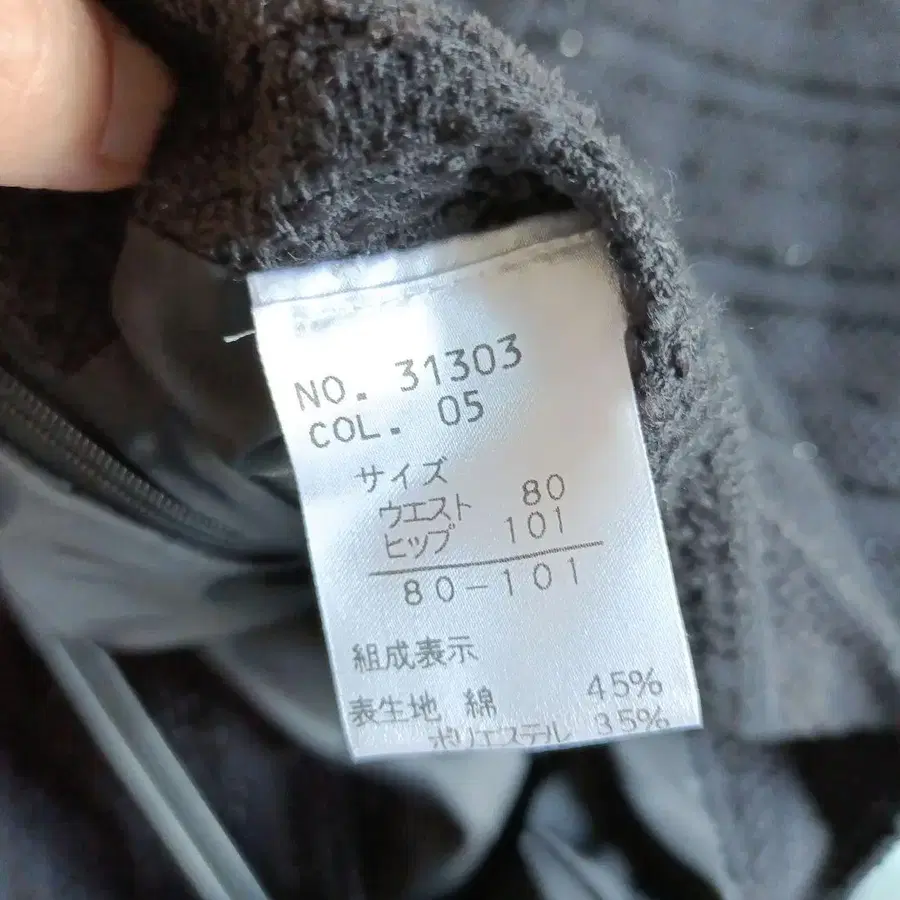 NO. 31303
COL. 05
サイズ
ウエスト 80
ヒップ 101
80-101
組成表示
表生地 綿 45%
ポリエステル 35%